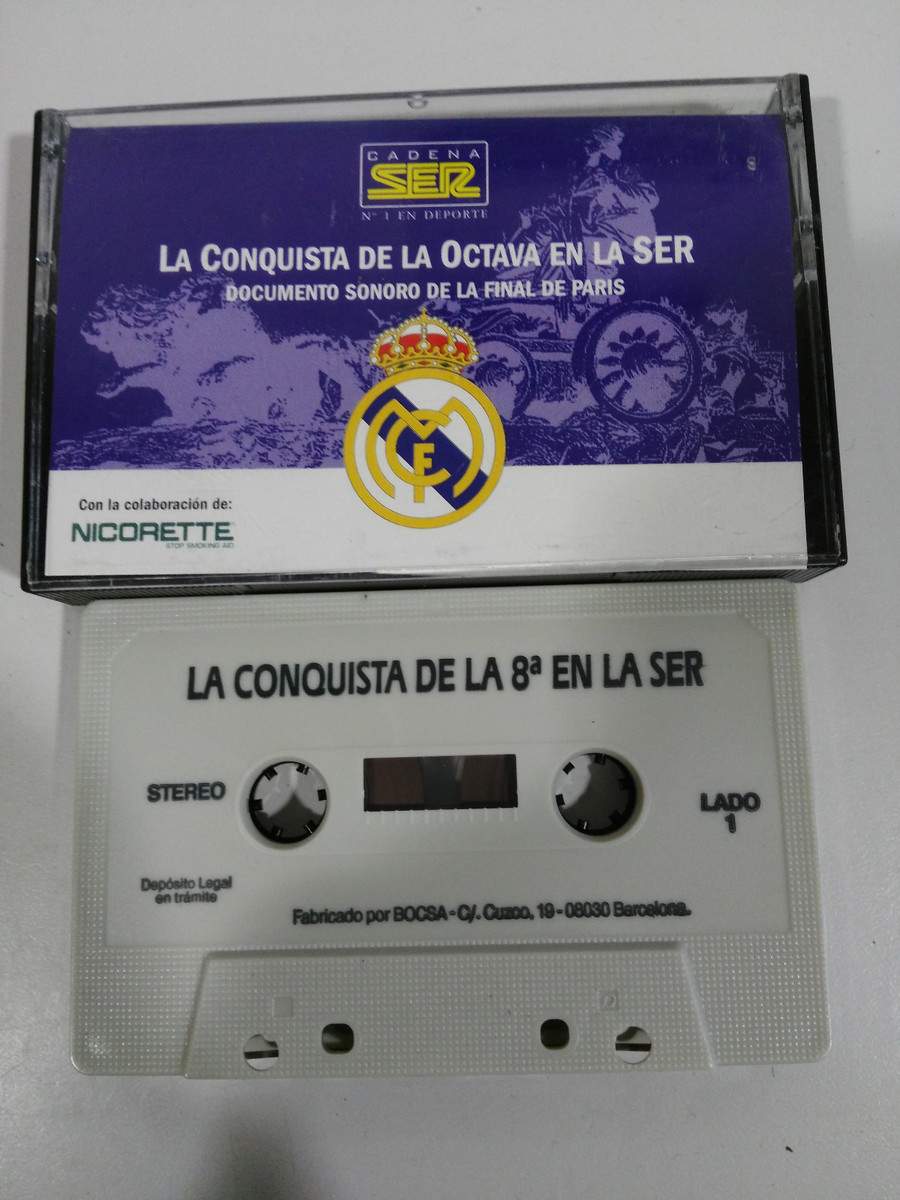 CADENA
SER
Nº 1 EN DEPORTE
LA CONQUISTA DE LA OCTAVA EN LA SER
DOCUMENTO SONORO DE LA FINAL DE PARIS
MCF
Con la colaboración de:
NICORETTE
STOP SMOKING AID
LA CONQUISTA DE LA 8ª EN LA SER
STEREO
LADO
1
Depósito Legal
en trámite
Fabricado por BOCSA - C/. Cuzco, 19 - 08030 Barcelona.